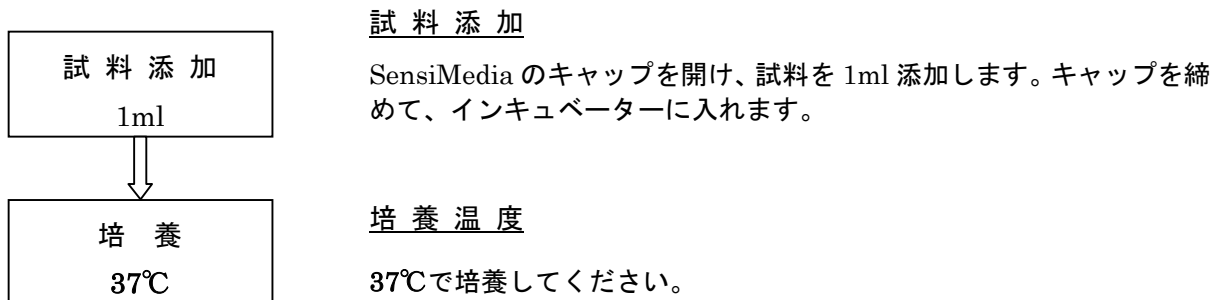 試 料 添 加
1ml
試 料 添 加
SensiMedia のキャップを開け、試料を 1ml 添加します。キャップを締
めて、インキュベーターに入れます。
培 養
37℃
培 養 温 度
37℃で培養してください。